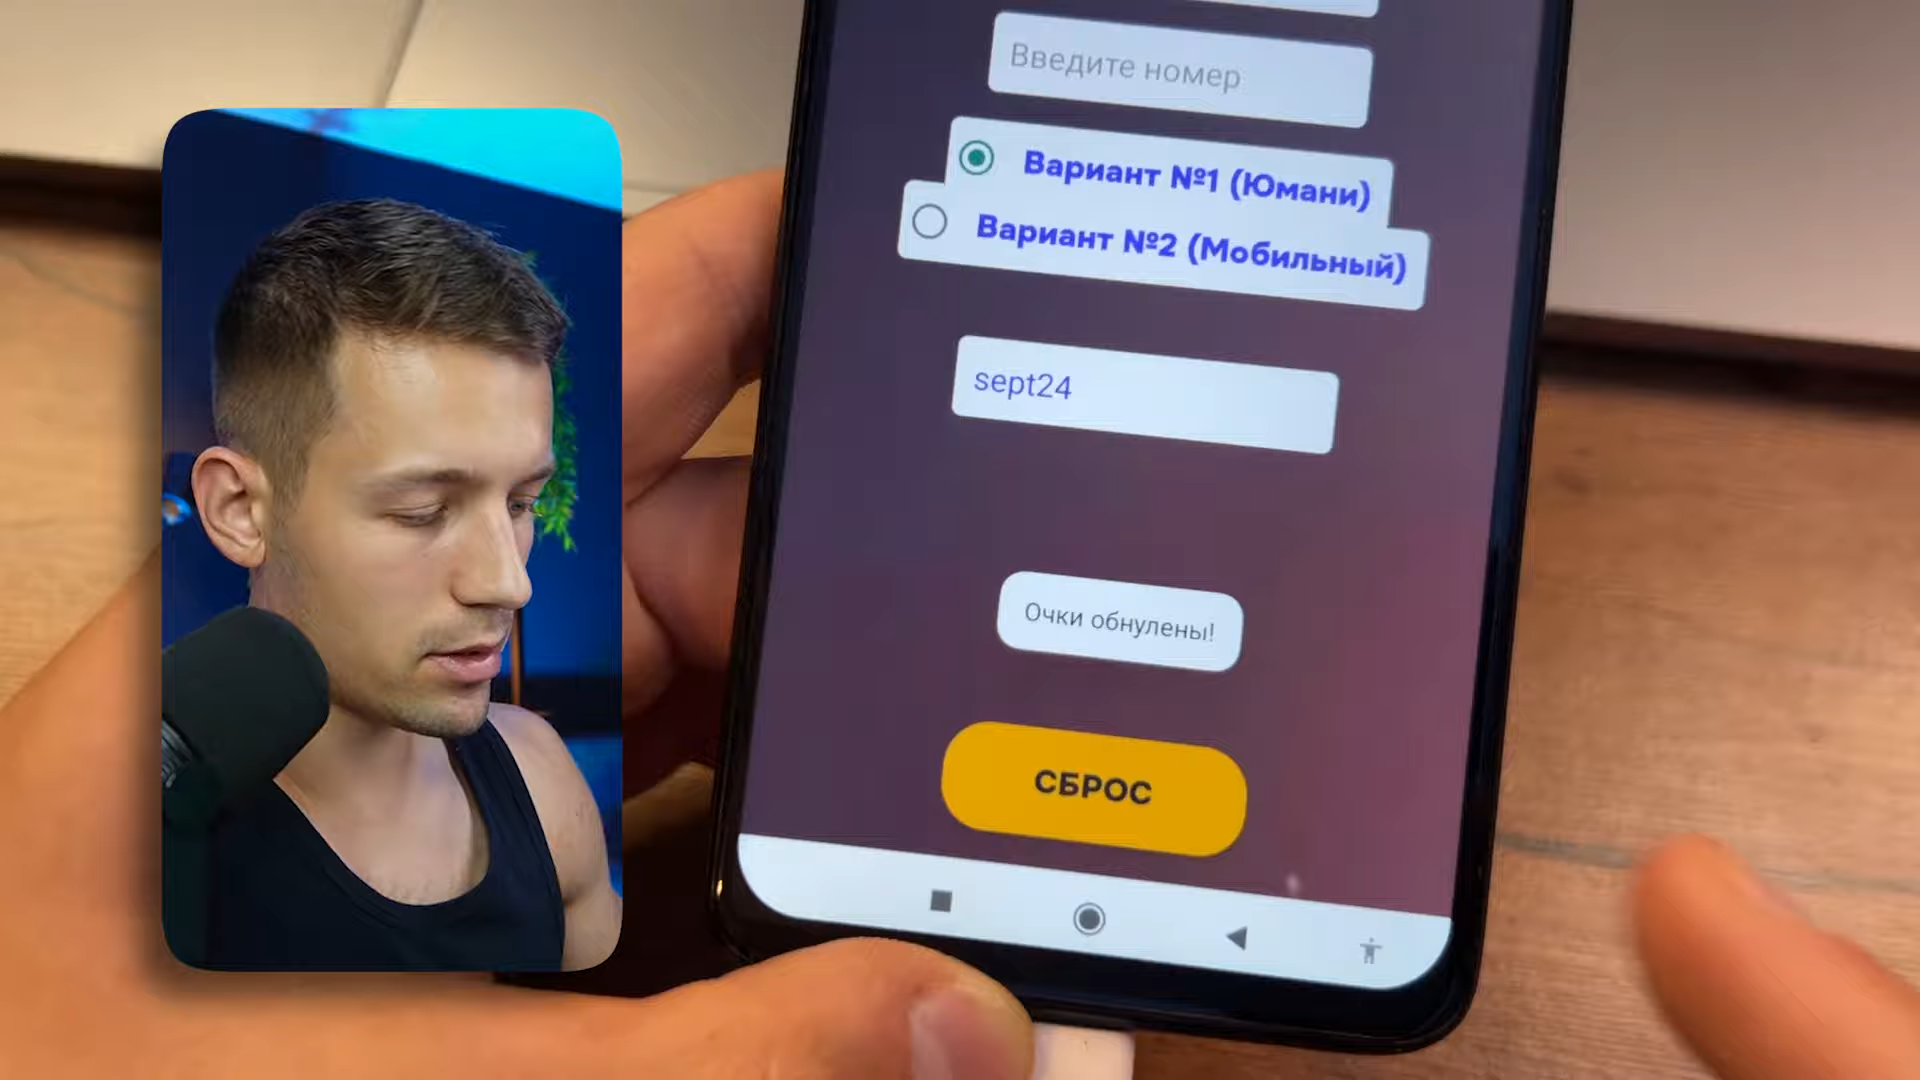 Введите номер
Вариант №1 (Юмани)
Вариант №2 (Мобильный)
sept24
Очки обнулены!
СБРОС